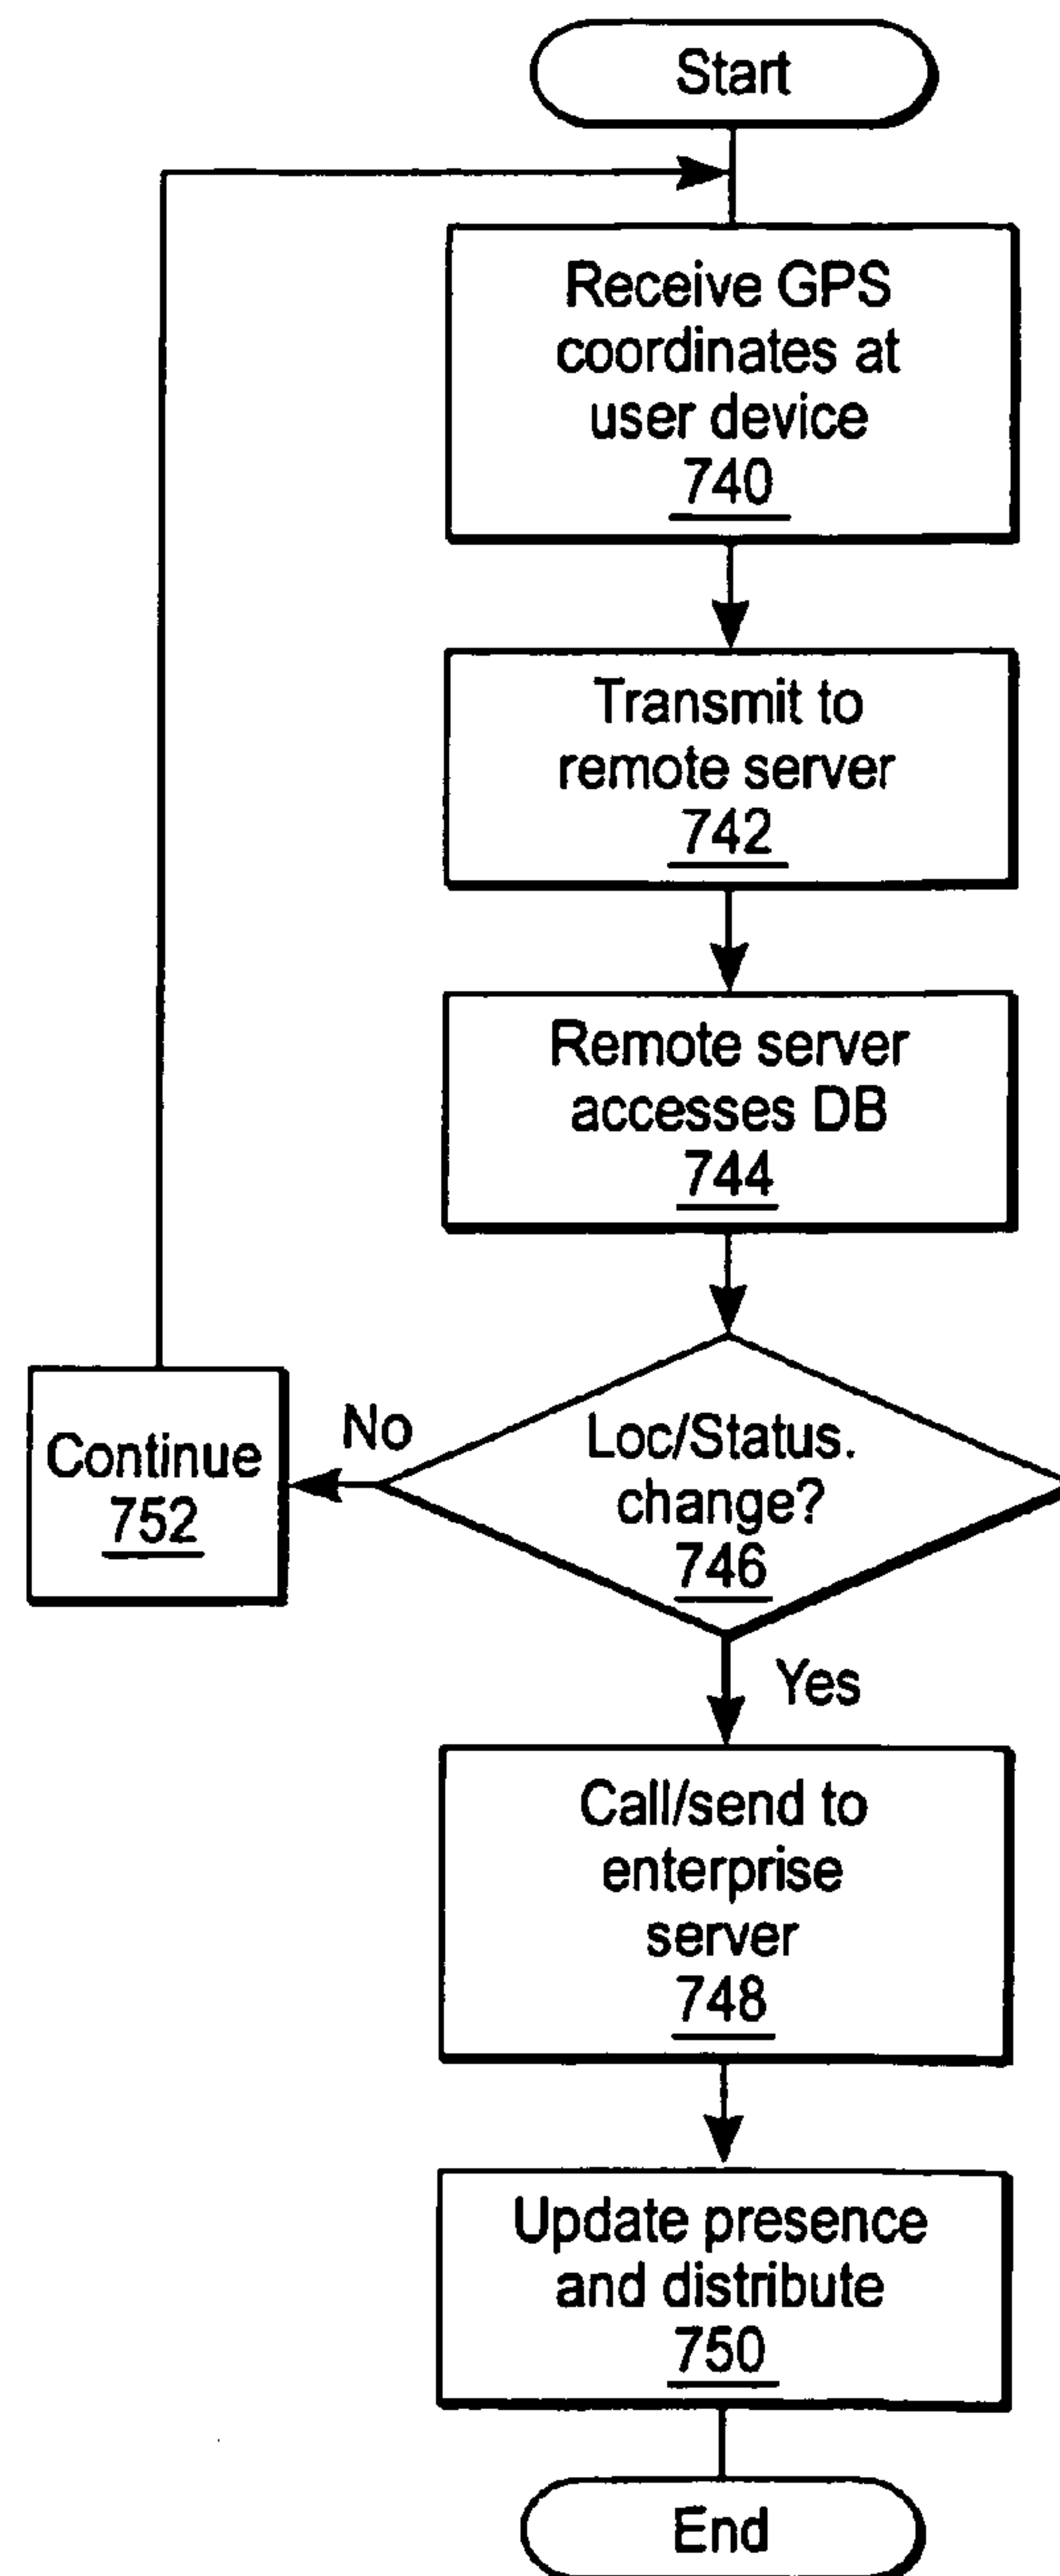 Start
Receive GPS
coordinates at
user device
740
Transmit to
remote server
742
Remote server
accesses DB
744
Loc/Status.
change?
746
No
Continue
752
Yes
Call/send to
enterprise
server
748
Update presence
and distribute
750
End